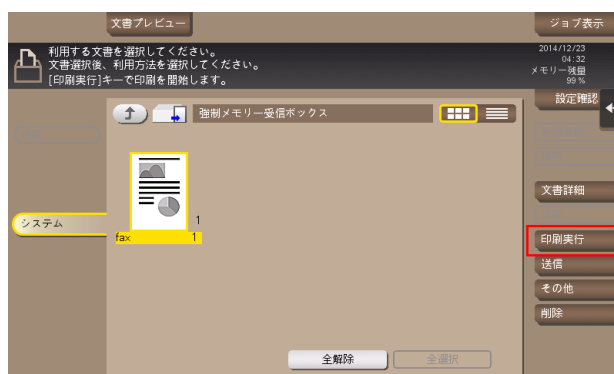 文書プレビュー
ジョブ表示
利用する文書を選択してください。
文書選択後、利用方法を選択してください。
[印刷実行]キーで印刷を開始します。
2014/12/23
04:32
メモリー残量
99 %
設定確認
強制メモリー受信ボックス
文書詳細
システム
1
fax 1
印刷実行
送信
その他
削除
全解除
全選択